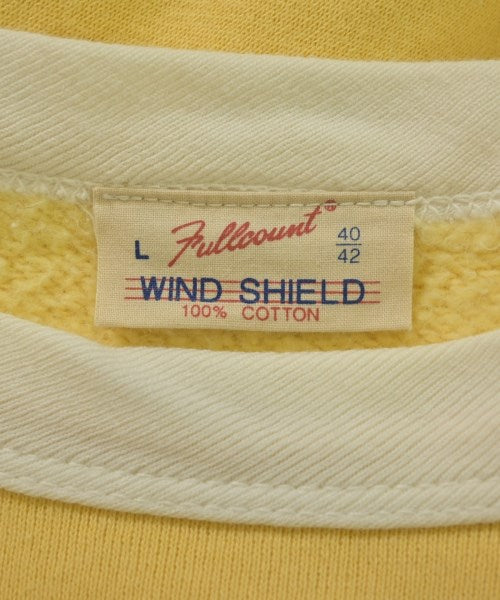 L Fullcount 40
42
WIND SHIELD
100% COTTON